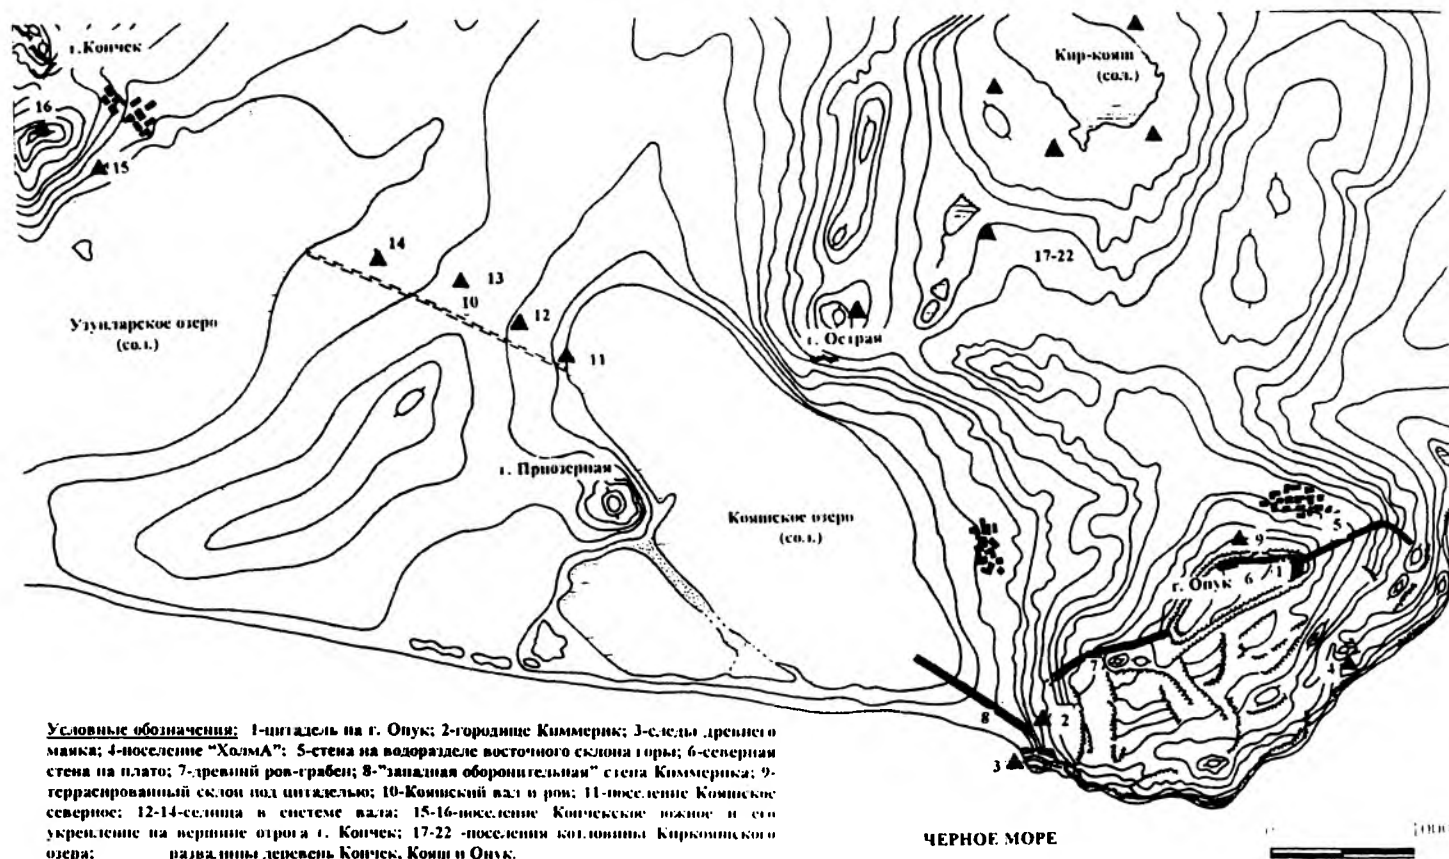 г.Кончек
16
15
Кир-кояш
(сол.)
14
13
10
12
11
17-22
Узунларское озеро
(сол.)
г. Острая
г. Приозерная
Кояшское озеро
(сол.)
5
9
г. Опук
6
1
7
4
8
2
3
Условные обозначения: 1-цитадель на г. Опук; 2-городище Киммерик; 3-следы древнего
маяка; 4-поселение "ХолмА"; 5-стена на водоразделе восточного склона горы; 6-северная
стена на плато; 7-древний ров-грабен; 8-"западная оборонительная" стена Киммерика; 9-
террасированный склон под цитаделью; 10-Кояшский вал и ров; 11-поселение Кояшское
северное; 12-14-селища в системе вала; 15-16-поселение Кончекское южное и его
укрепление на вершине отрога г. Кончек; 17-22 -поселения котловины Киркояшского
озера; развалины деревень Кончек, Кояш и Опук.
ЧЕРНОЕ МОРЕ